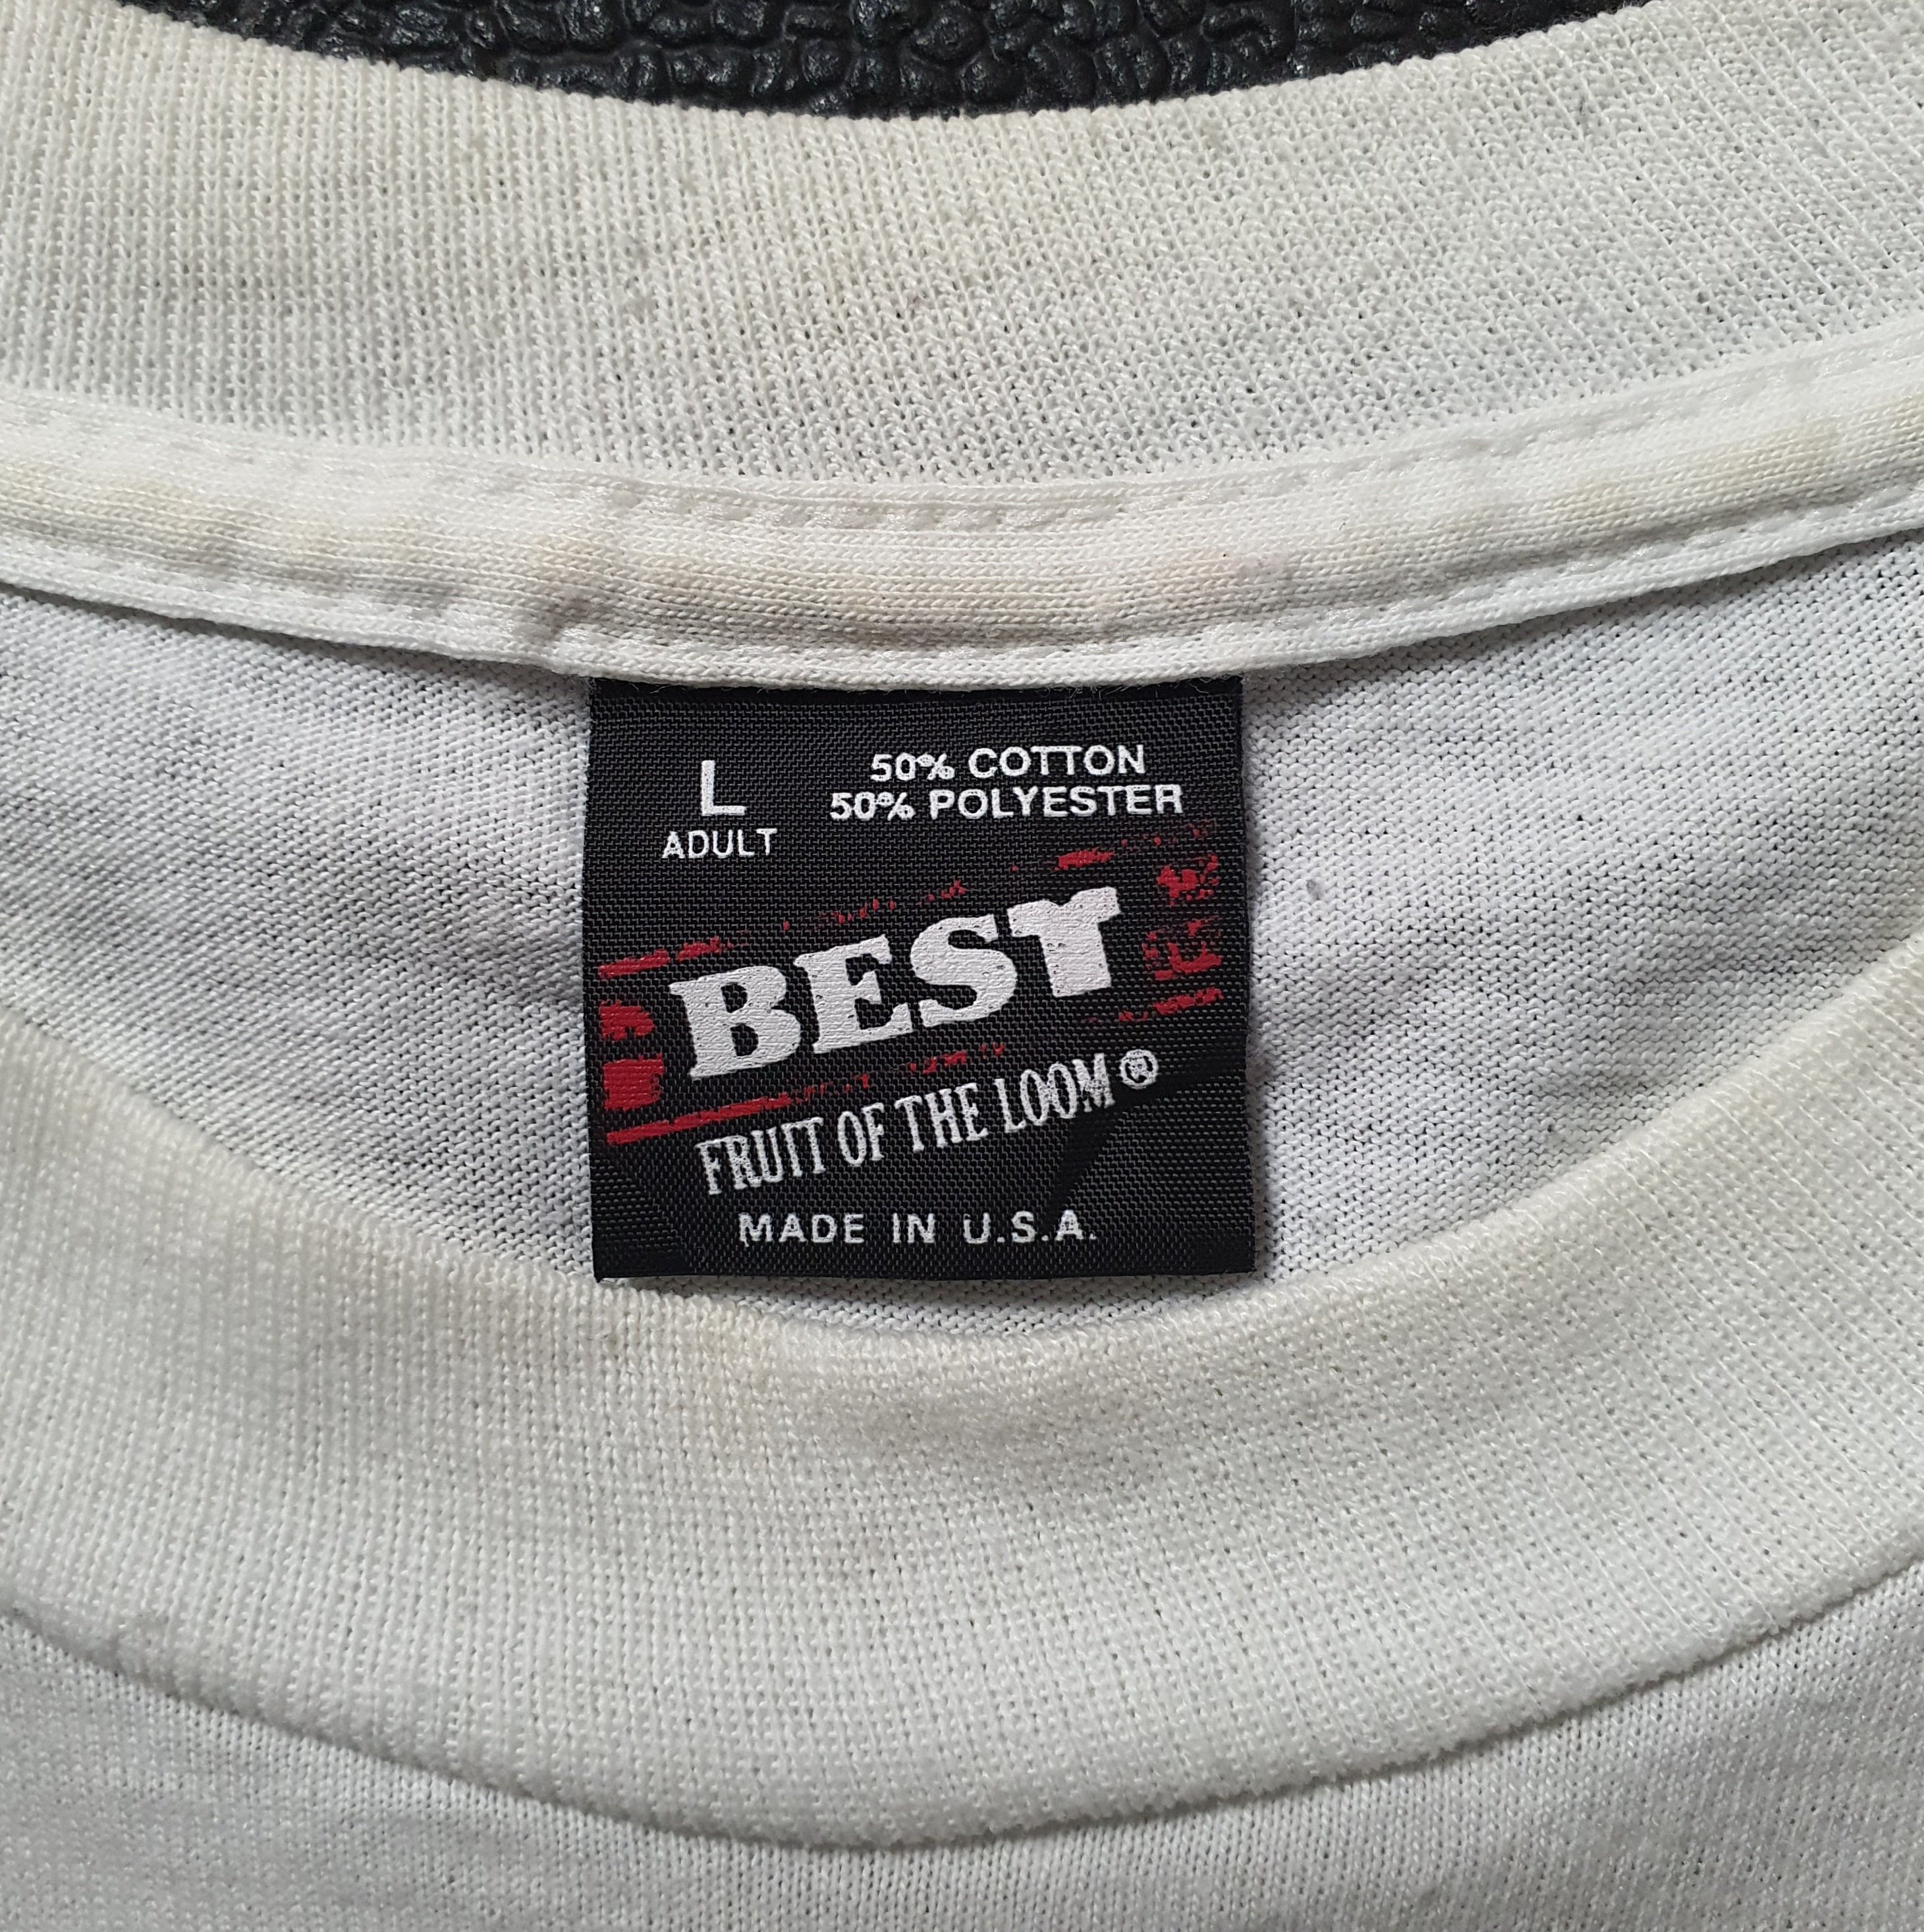 L
ADULT
50% COTTON
50% POLYESTER
BEST
FRUIT OF THE LOOM®
MADE IN U.S.A.